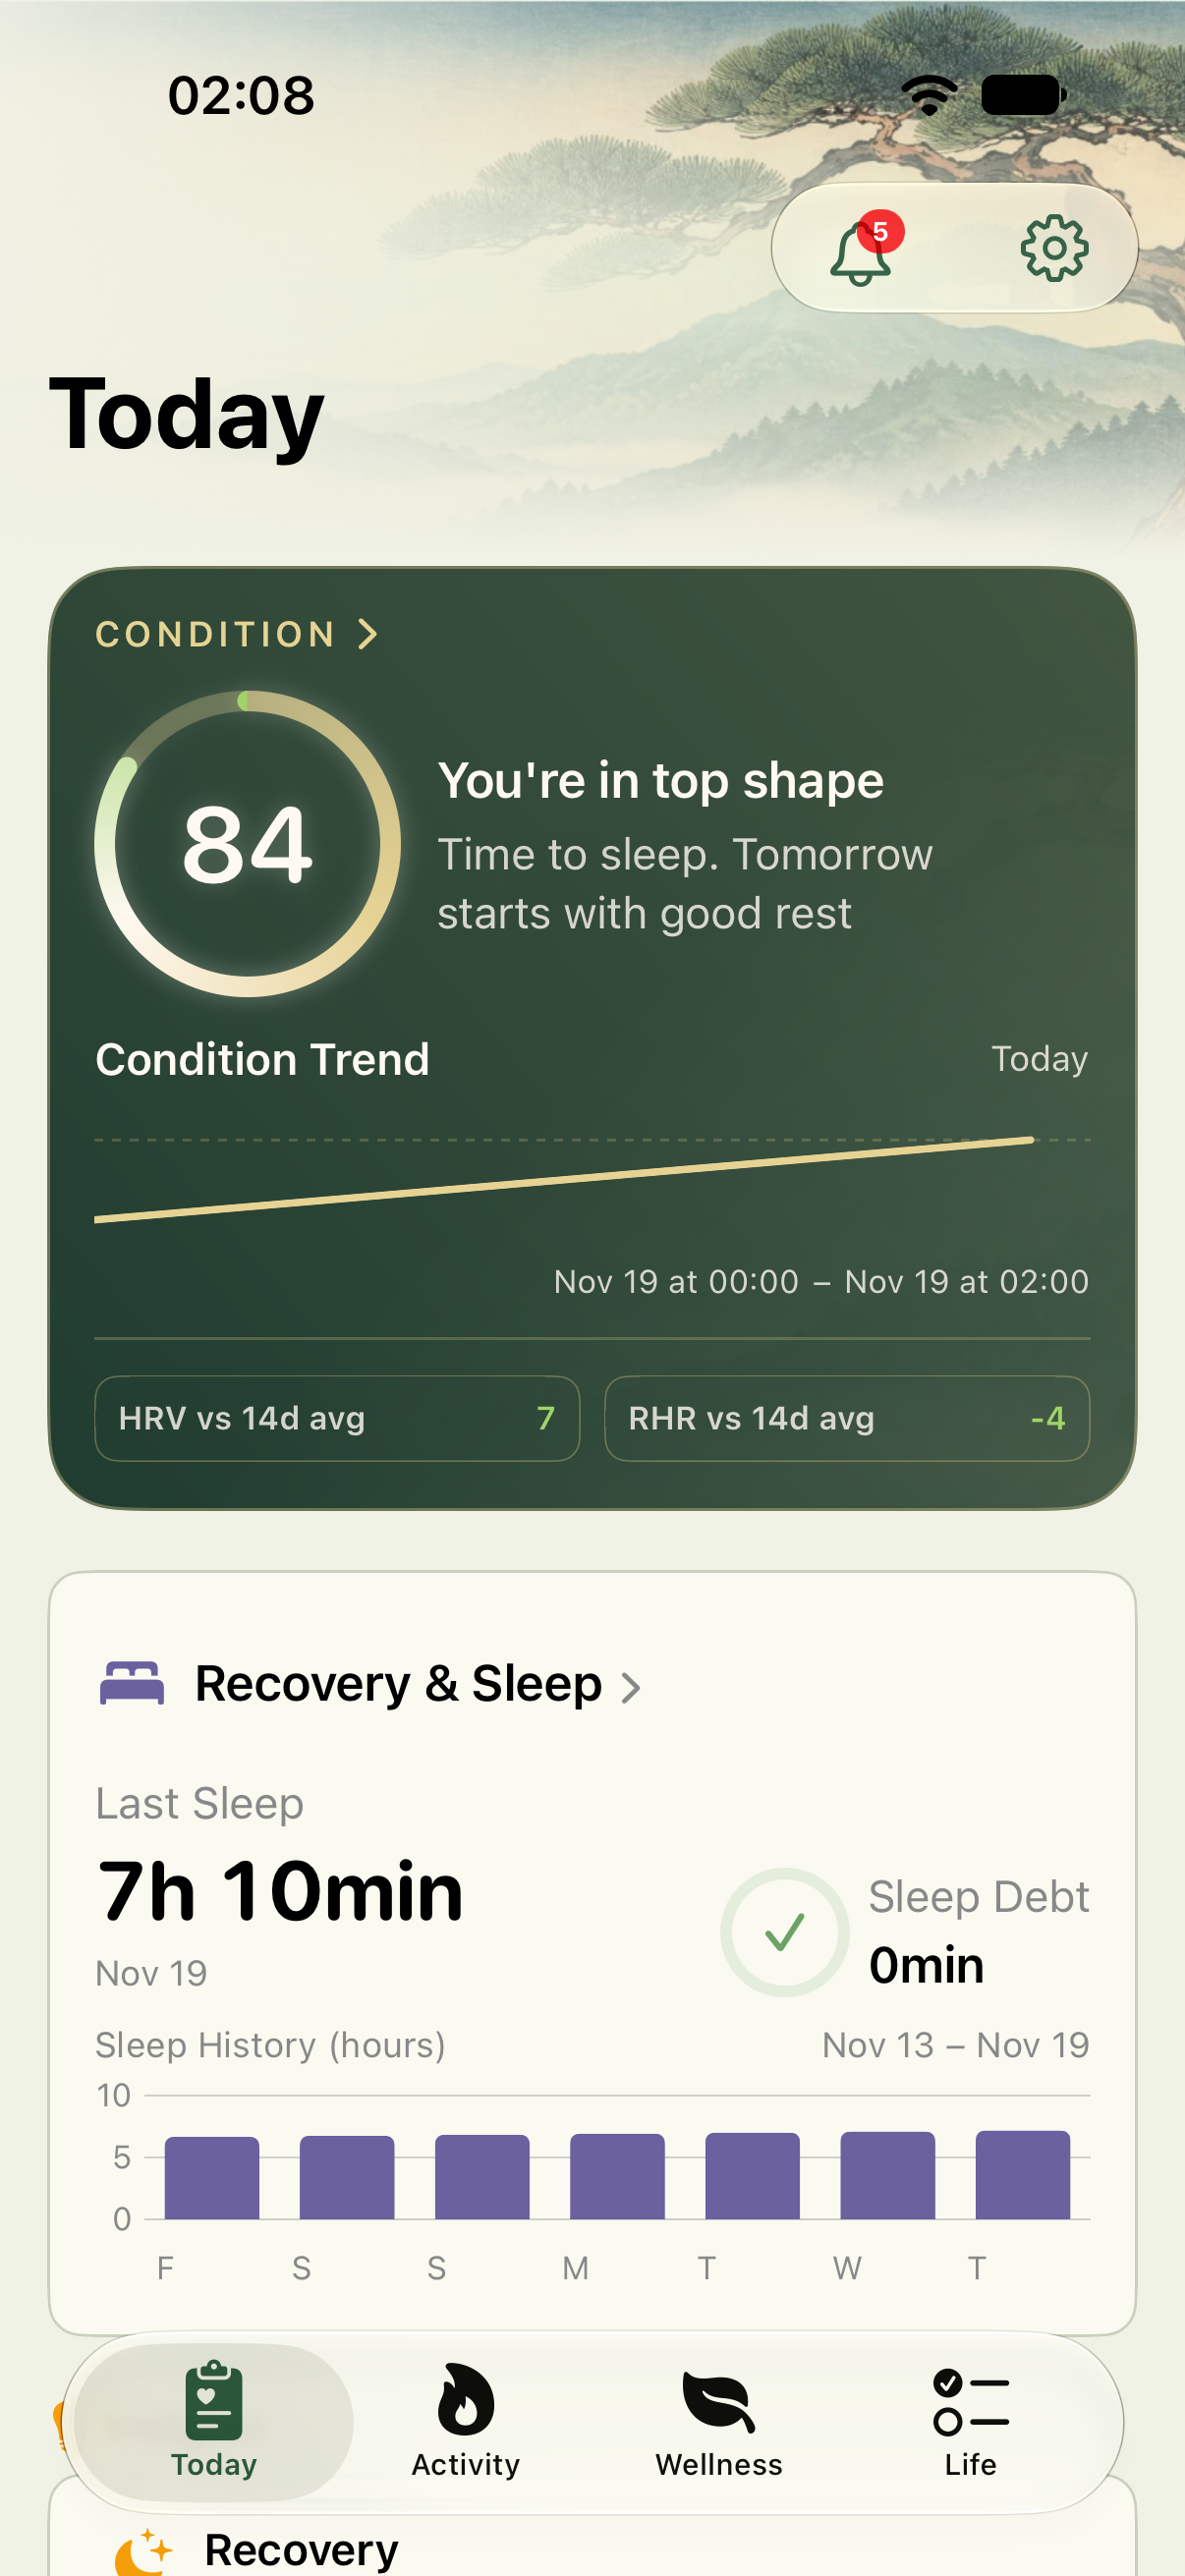 02:08
5
Today
CONDITION
84
You're in top shape
Time to sleep. Tomorrow
starts with good rest
Condition Trend
Today
Nov 19 at 00:00 – Nov 19 at 02:00
HRV vs 14d avg 7
RHR vs 14d avg -4
Recovery & Sleep
Last Sleep
7h 10min
Nov 19
Sleep Debt
0min
Sleep History (hours)
Nov 13 – Nov 19
10
5
0
F S S M T W T
Today Activity Wellness Life
Recovery